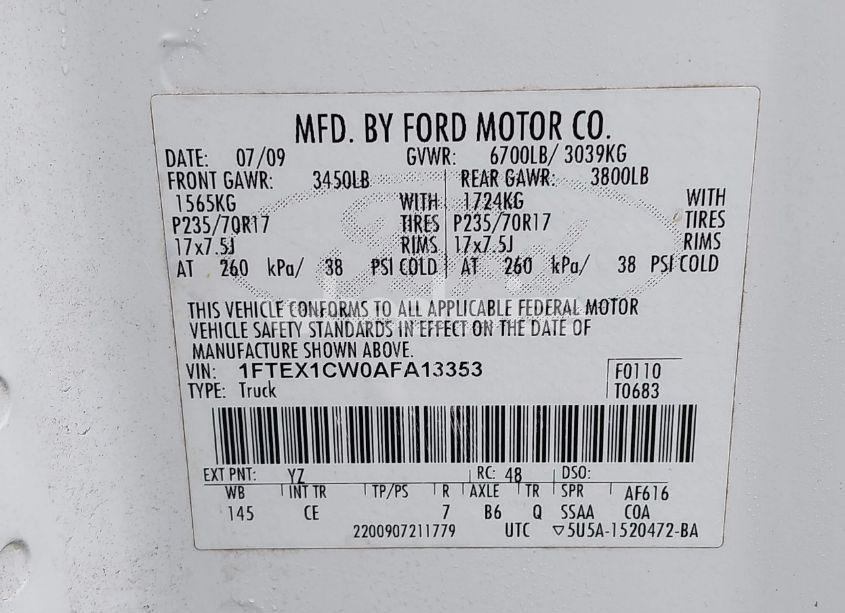 MFD. BY FORD MOTOR CO.
DATE: 07/09 GVWR: 6700LB/ 3039KG
FRONT GAWR: 3450LB REAR GAWR: 3800LB
1565KG WITH 1724KG WITH
P235/70R17 TIRES P235/70R17 TIRES
17x7.5J RIMS 17x7.5J RIMS
AT 260 kPa/ 38 PSI COLD AT 260 kPa/ 38 PSI COLD
THIS VEHICLE CONFORMS TO ALL APPLICABLE FEDERAL MOTOR
VEHICLE SAFETY STANDARDS IN EFFECT ON THE DATE OF
MANUFACTURE SHOWN ABOVE.
VIN: 1FTEX1CW0AFA13353 F0110
TYPE: Truck T0683
EXT PNT: YZ RC: 48 DSO:
WB INT TR TP/PS R AXLE TR SPR AF616
145 CE 7 B6 Q SSAA COA
2200907211779 UTC ▽5U5A-1520472-BA